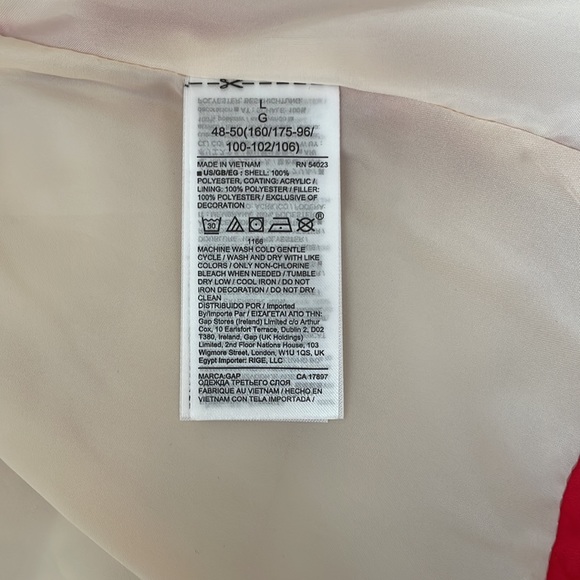 L
G
48-50(160/175-96/
100-102/106)
MADE IN VIETNAM RN 54023
■ US/GB/EG : SHELL: 100%
POLYESTER, COATING: ACRYLIC /
LINING: 100% POLYESTER / FILLER:
100% POLYESTER / EXCLUSIVE OF
DECORATION
30 ®
1166
MACHINE WASH COLD GENTLE
CYCLE / WASH AND DRY WITH LIKE
COLORS / ONLY NON-CHLORINE
BLEACH WHEN NEEDED / TUMBLE
DRY LOW / COOL IRON / DO NOT
IRON DECORATION / DO NOT DRY
CLEAN
DISTRIBUTED FOR / Imported
By/Importe Par / ΕΙΣΑΓΕΤΑΙ ΑΠΟ ΤΗΝ:
Gap Stores (Ireland) Limited c/o Arthur
Cox, 10 Earlsfort Terrace, Dublin 2, D02
T380, Ireland, Gap (UK Holdings)
Limited, 2nd Floor Nations House, 103
Wigmore Street, London, W1U 1QS, UK
Egypt Importer: RIGE, LLC
MARCA:GAP CA 17897
ОДЕЖДА ТРЕТЬЕГО СЛОЯ
FABRIQUE AU VIETNAM / HECHO EN
VIETNAM CON TELA IMPORTADA /